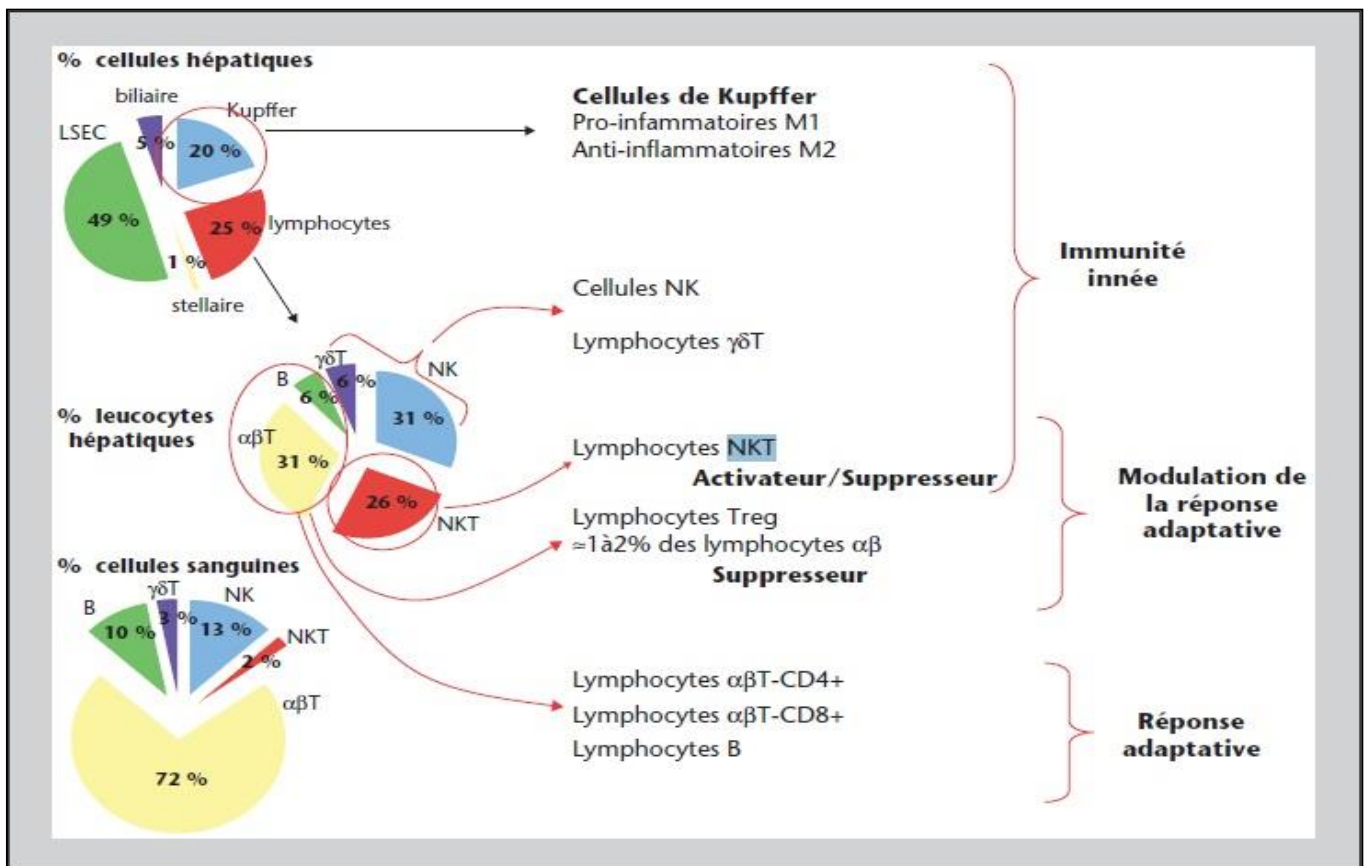 % cellules hépatiques
biliaire
Kupffer
LSEC
5 %
20 %
49 %
25 %
lymphocytes
1 %
stellaire
Cellules de Kupffer
Pro-infammatoires M1
Anti-inflammatoires M2
Immunité
innée
Cellules NK
Lymphocytes γδT
% leucocytes
hépatiques
γδT
B
NK
6 %
6 %
31 %
αβT
31 %
26 %
NKT
Lymphocytes NKT
Activateur/Suppresseur
Lymphocytes Treg
≃1à2% des lymphocytes αβ
Suppresseur
Modulation de
la réponse
adaptative
% cellules sanguines
γδT
B
NK
3 %
10 %
13 %
NKT
2 %
αβT
72 %
Lymphocytes αβT-CD4+
Lymphocytes αβT-CD8+
Lymphocytes B
Réponse
adaptative